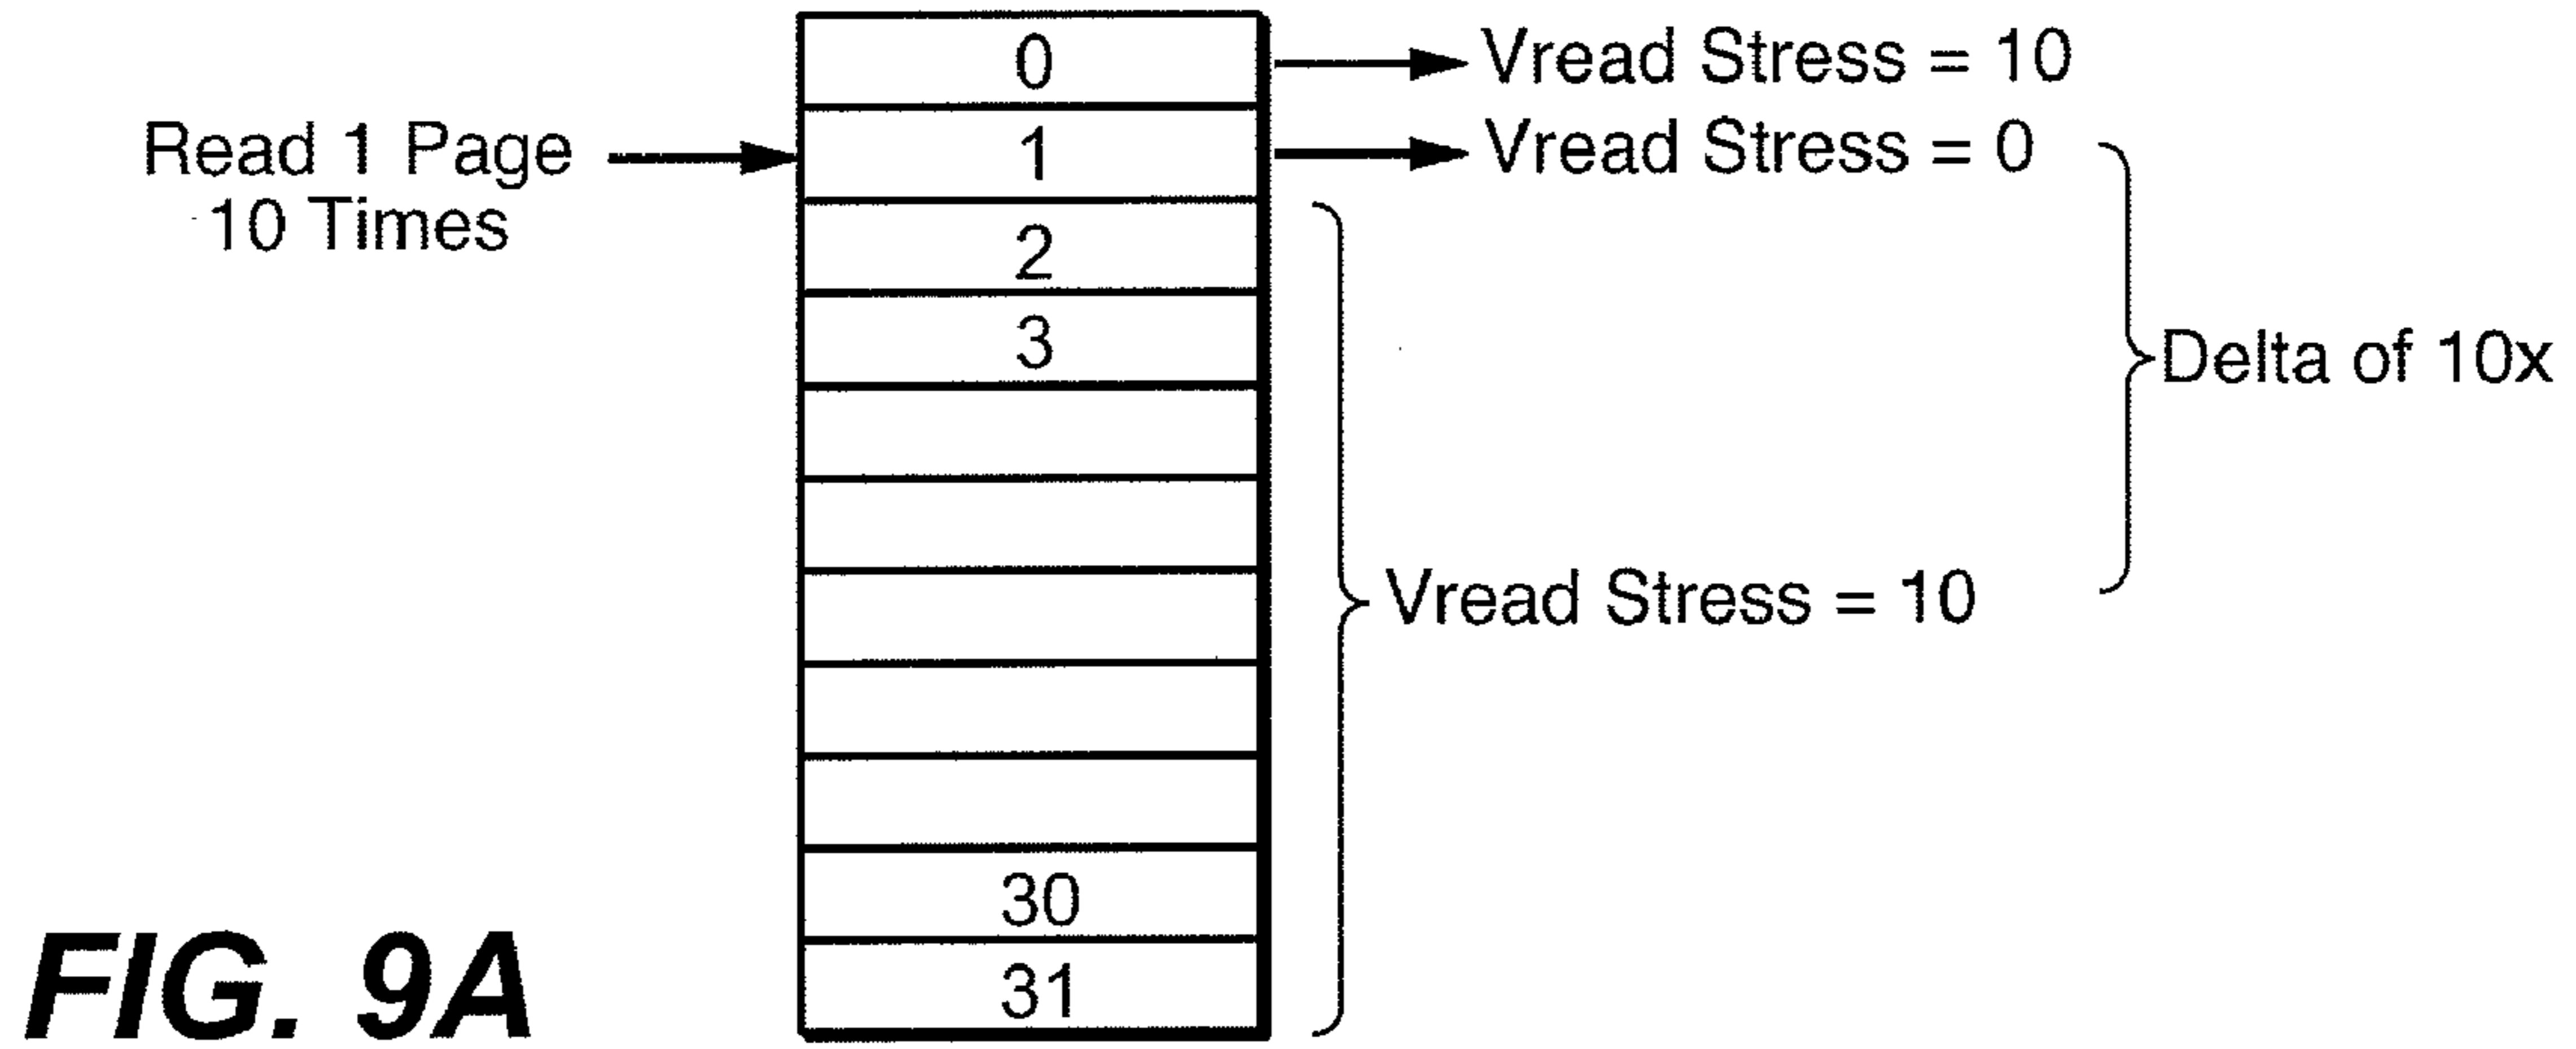 0
Vread Stress = 10
Read 1 Page
10 Times
1
Vread Stress = 0
2
3
Delta of 10x
Vread Stress = 10
30
31
FIG. 9A